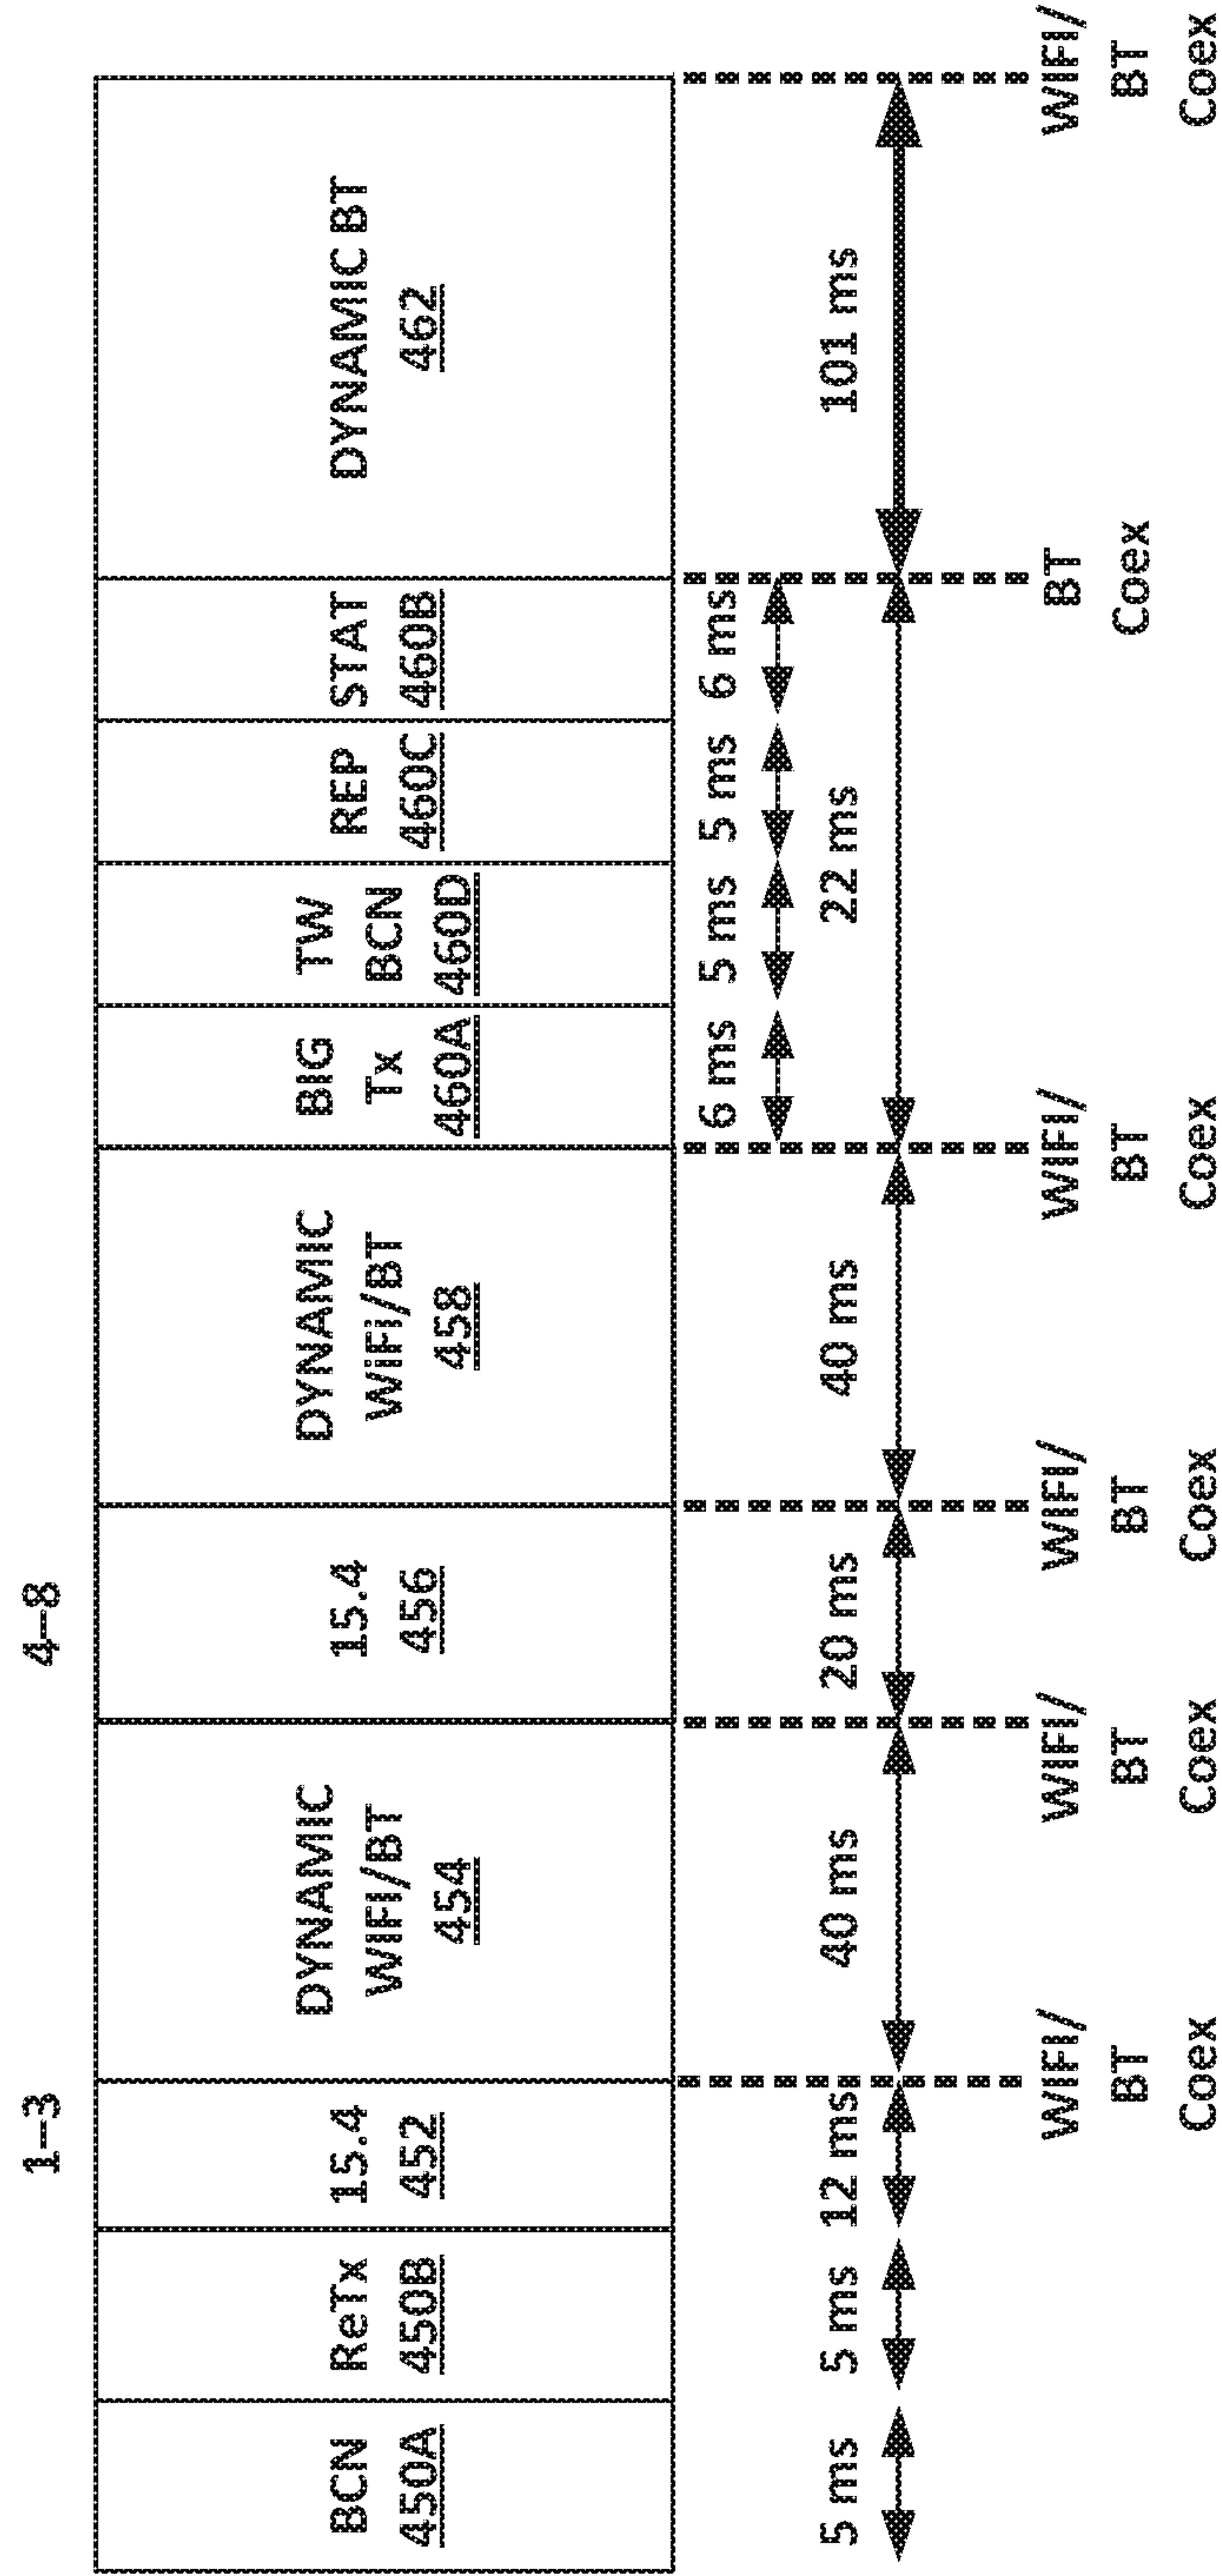 1–3
4–8
BCN
450A
ReTx
450B
15.4
452
DYNAMIC
WIFI/BT
454
15.4
456
DYNAMIC
WiFi/BT
458
BIG
Tx
460A
TW
BCN
460D
REP
460C
STAT
460B
DYNAMIC BT
462
6 ms
5 ms
5 ms
6 ms
5 ms
5 ms
12 ms
40 ms
20 ms
40 ms
22 ms
101 ms
WIFI/
BT
Coex
WIFI/
BT
Coex
WIFI/
BT
Coex
WIFI/
BT
Coex
BT
Coex
WIFI/
BT
Coex